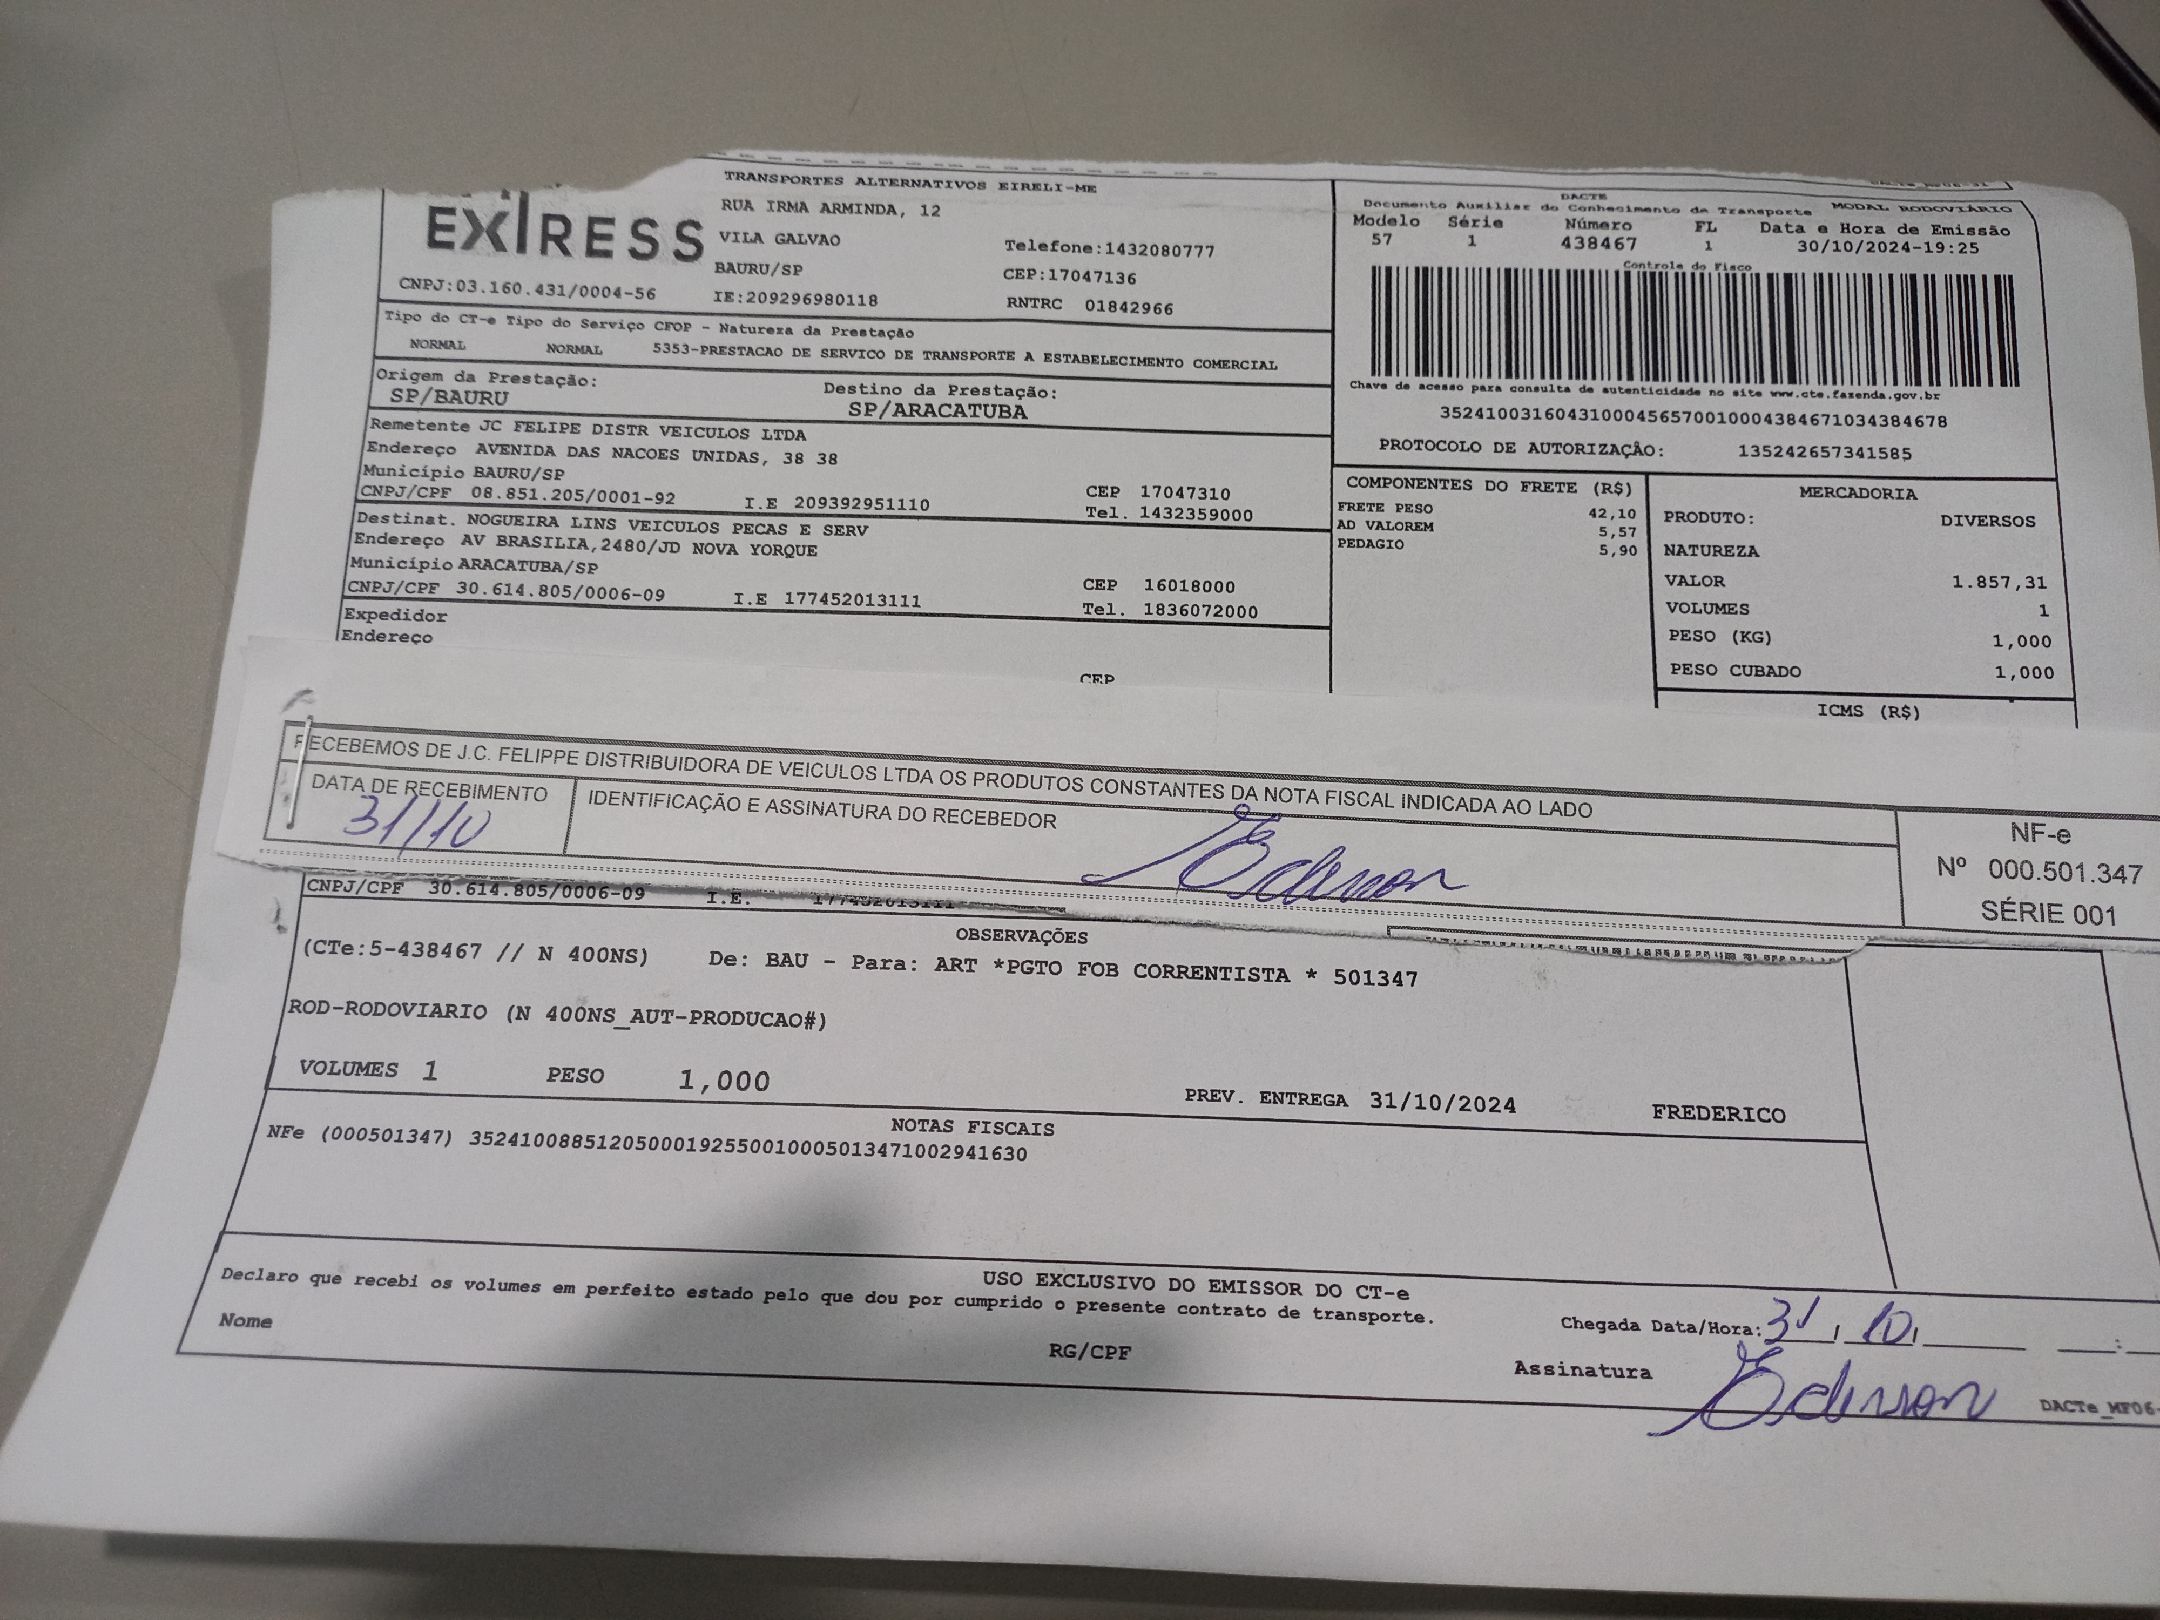 TRANSPORTES ALTERNATIVOS EIRELI-ME
RUA IRMA ARMINDA, 12
VILA GALVAO
Telefone:1432080777
BAURU/SP
CEP:17047136
CNPJ:03.160.431/0004-56
IE:209296980118
RNTRC 01842966
DACTE
Documento Auxiliar do Conhecimento de Transporte
MODAL RODOVIÁRIO
Modelo Série Número FL Data e Hora de Emissão
57 1 438467 1 30/10/2024-19:25
Controle do Fisco
Chave de acesso para consulta de autenticidade no site www.cte.fazenda.gov.br
35241003160431000456570010004384671034384678
PROTOCOLO DE AUTORIZAÇÃO: 135242657341585
Tipo do CT-e Tipo do Serviço CFOP - Natureza da Prestação
NORMAL NORMAL 5353-PRESTACAO DE SERVICO DE TRANSPORTE A ESTABELECIMENTO COMERCIAL
Origem da Prestação: Destino da Prestação:
SP/BAURU SP/ARACATUBA
Remetente JC FELIPE DISTR VEICULOS LTDA
Endereço AVENIDA DAS NACOES UNIDAS, 38 38
Município BAURU/SP
CEP 17047310
CNPJ/CPF 08.851.205/0001-92 I.E 209392951110 Tel. 1432359000
Destinat. NOGUEIRA LINS VEICULOS PECAS E SERV
Endereço AV BRASILIA,2480/JD NOVA YORQUE
Município ARACATUBA/SP
CEP 16018000
CNPJ/CPF 30.614.805/0006-09 I.E 177452013111 Tel. 1836072000
Expedidor
Endereço
CEP
COMPONENTES DO FRETE (R$)
FRETE PESO 42,10
AD VALOREM 5,57
PEDAGIO 5,90
MERCADORIA
PRODUTO: DIVERSOS
NATUREZA
VALOR 1.857,31
VOLUMES 1
PESO (KG) 1,000
PESO CUBADO 1,000
ICMS (R$)
RECEBEMOS DE J.C. FELIPPE DISTRIBUIDORA DE VEICULOS LTDA OS PRODUTOS CONSTANTES DA NOTA FISCAL INDICADA AO LADO
DATA DE RECEBIMENTO
31/10
IDENTIFICAÇÃO E ASSINATURA DO RECEBEDOR
Ederson
NF-e
Nº 000.501.347
SÉRIE 001
CNPJ/CPF 30.614.805/0006-09 I.E. 177452013111
OBSERVAÇÕES
(CTe:5-438467 // N 400NS) De: BAU - Para: ART *PGTO FOB CORRENTISTA * 501347
ROD-RODOVIARIO (N 400NS_AUT-PRODUCAO#)
VOLUMES 1 PESO 1,000
PREV. ENTREGA 31/10/2024 FREDERICO
NOTAS FISCAIS
NFe (000501347) 35241008851205000192550010005013471002941630
USO EXCLUSIVO DO EMISSOR DO CT-e
Declaro que recebi os volumes em perfeito estado pelo que dou por cumprido o presente contrato de transporte.
Nome
RG/CPF
Chegada Data/Hora: 31 / 10 /
Assinatura Ederson